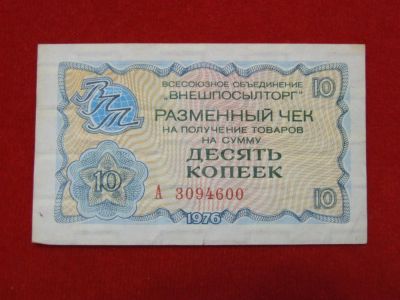 ВПТ
ВСЕСОЮЗНОЕ ОБЪЕДИНЕНИЕ
„ВНЕШПОСЫЛТОРГ"
10
РАЗМЕННЫЙ ЧЕК
НА ПОЛУЧЕНИЕ ТОВАРОВ
НА СУММУ
ДЕСЯТЬ
КОПЕЕК
10
А 3094600
10
1976